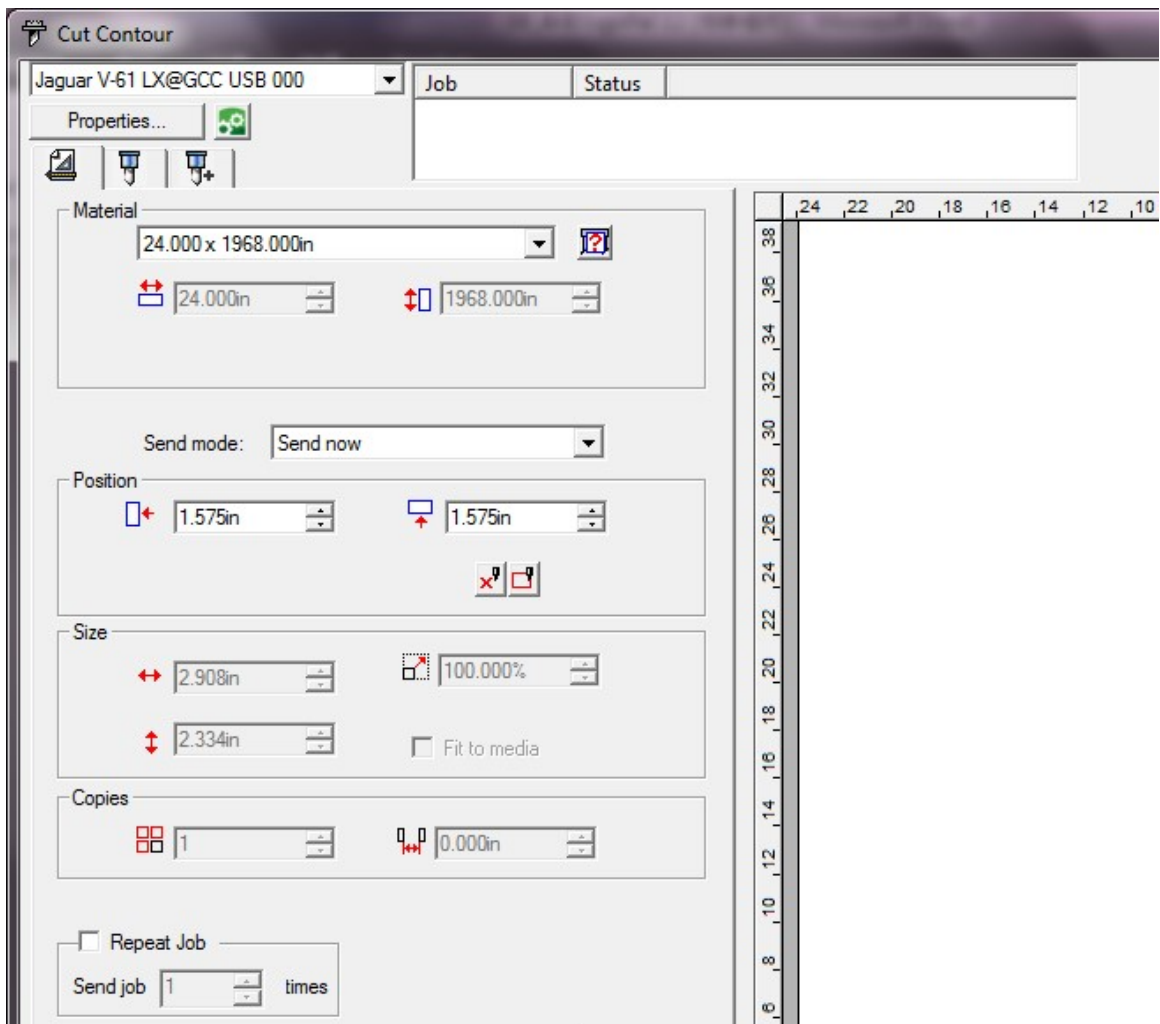 Cut Contour
Jaguar V-61 LX@GCC USB 000
Job Status
Properties...
Material
24.000 x 1968.000in
24.000in 1968.000in
Send mode: Send now
Position
1.575in 1.575in
Size
2.908in 100.000%
2.334in Fit to media
Copies
1 0.000in
Repeat Job
Send job 1 times
24 22 20 18 16 14 12 10
38
36
34
32
30
28
26
24
22
20
18
16
14
12
10
8
6